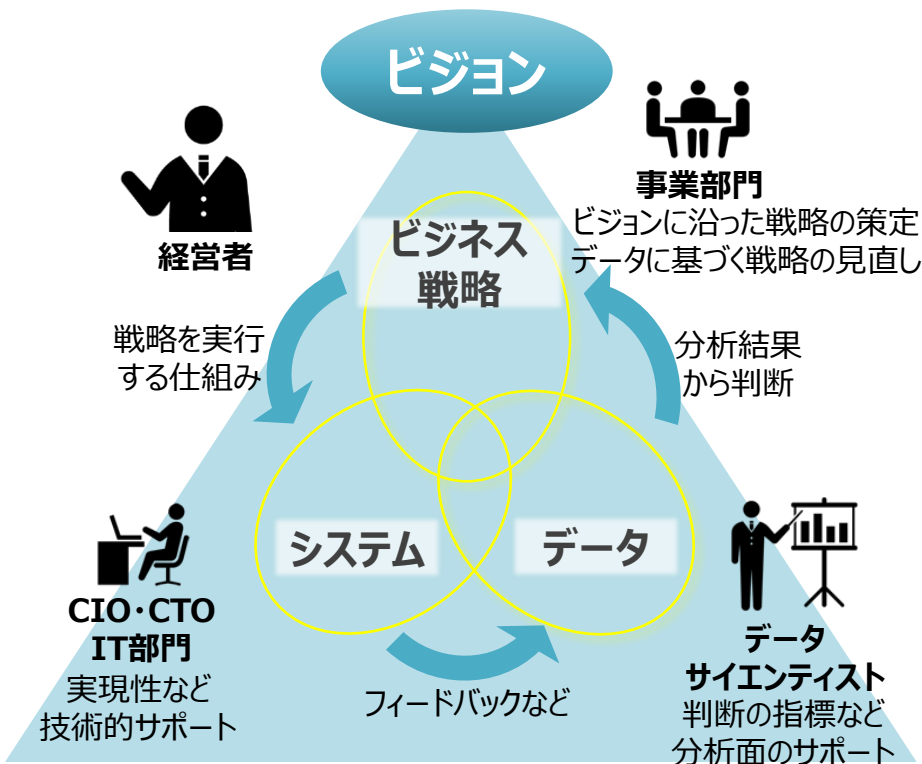 ビジョン
経営者
事業部門
ビジョンに沿った戦略の策定
データに基づく戦略の見直し
ビジネス
戦略
戦略を実行
する仕組み
分析結果
から判断
システム
データ
CIO・CTO
IT部門
実現性など
技術的サポート
フィードバックなど
データ
サイエンティスト
判断の指標など
分析面のサポート